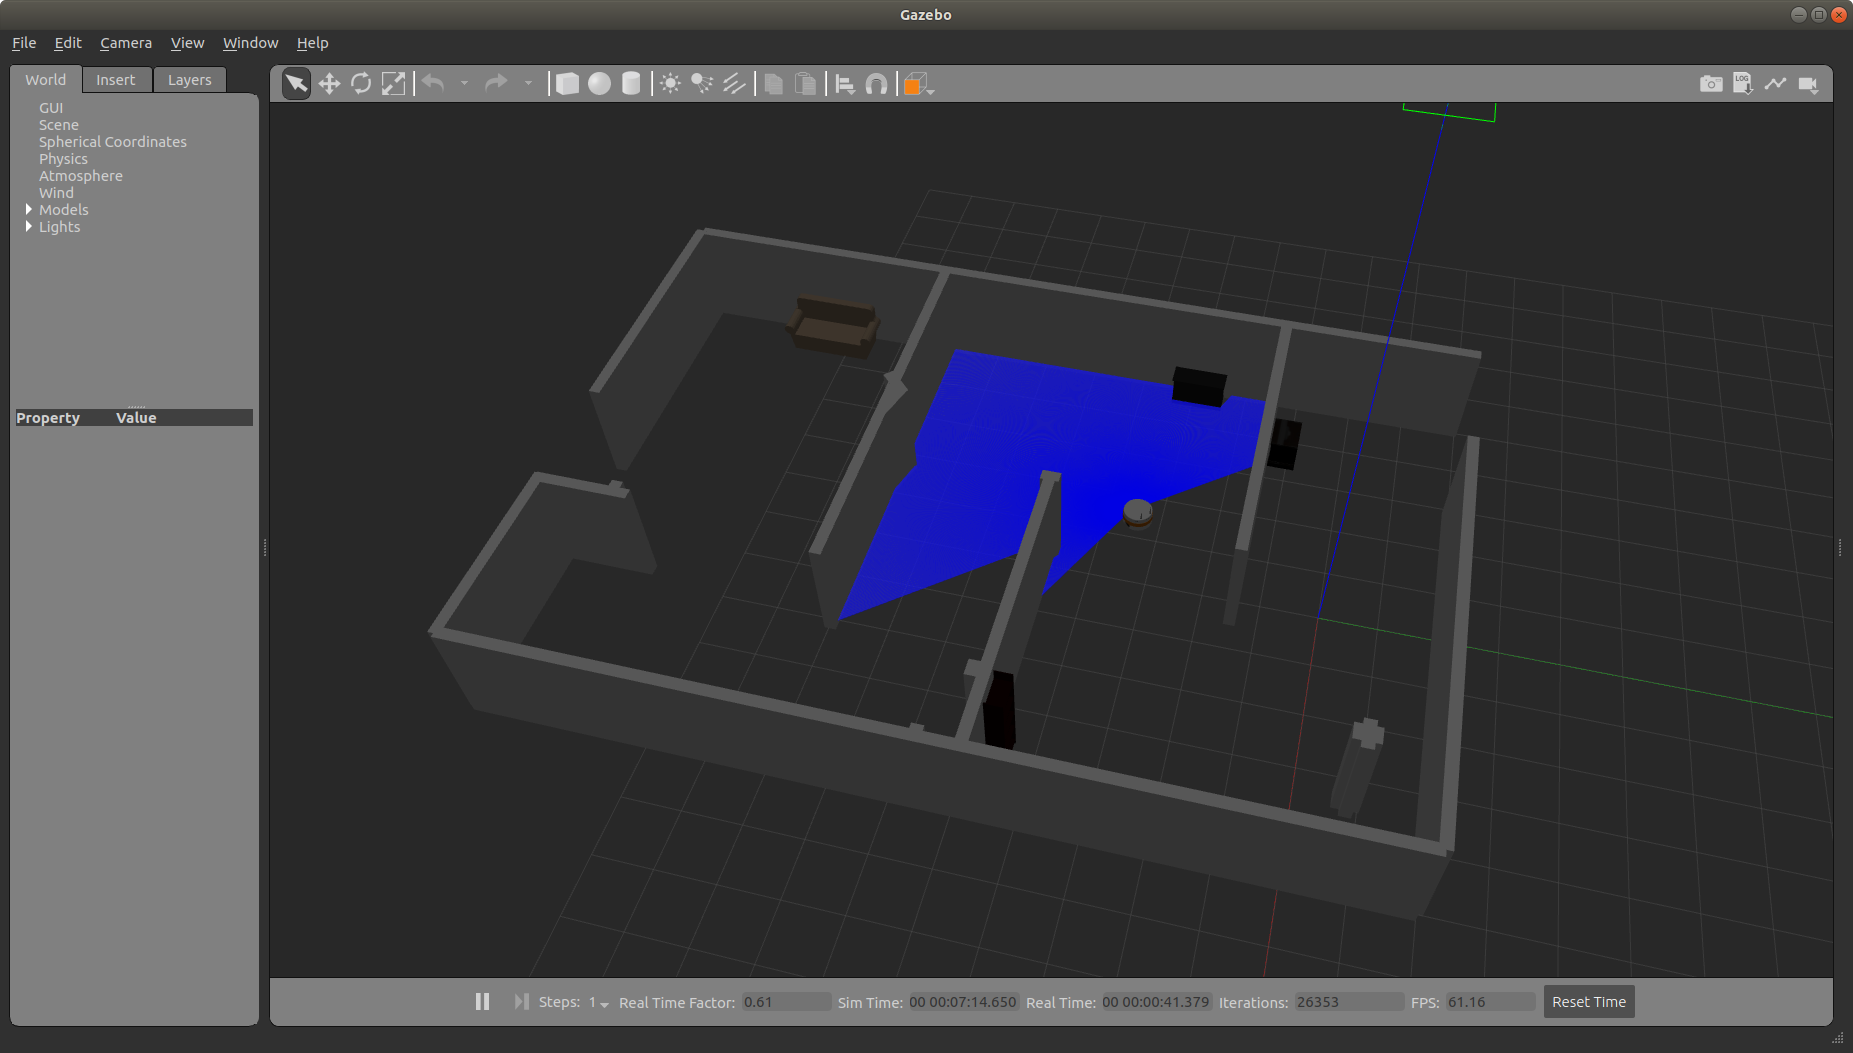 Gazebo
File Edit Camera View Window Help
World Insert Layers
LOG
GUI
Scene
Spherical Coordinates
Physics
Atmosphere
Wind
Models
Lights
Property Value
Steps: 1 Real Time Factor: 0.61 Sim Time: 00 00:07:14.650 Real Time: 00 00:00:41.379 Iterations: 26353 FPS: 61.16 Reset Time